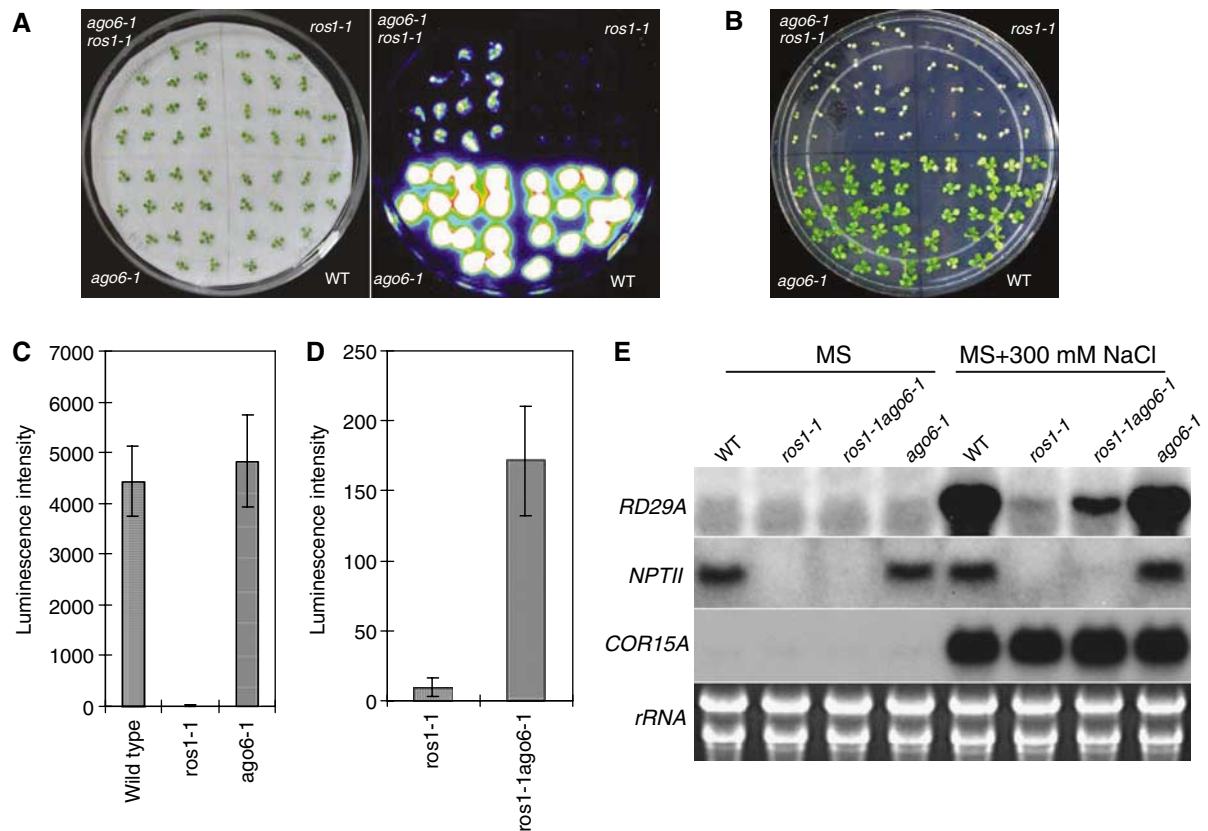 A
ago6-1
ros1-1
ros1-1
ago6-1
WT
ago6-1
ros1-1
ros1-1
ago6-1
WT
B
ago6-1
ros1-1
ros1-1
ago6-1
WT
C
7000
6000
5000
4000
3000
2000
1000
0
Luminescence intensity
Wild type
ros1-1
ago6-1
D
250
200
150
100
50
0
Luminescence intensity
ros1-1
ros1-1ago6-1
E
MS
MS+300 mM NaCl
WT
ros1-1
ros1-1ago6-1
ago6-1
WT
ros1-1
ros1-1ago6-1
ago6-1
RD29A
NPTII
COR15A
rRNA